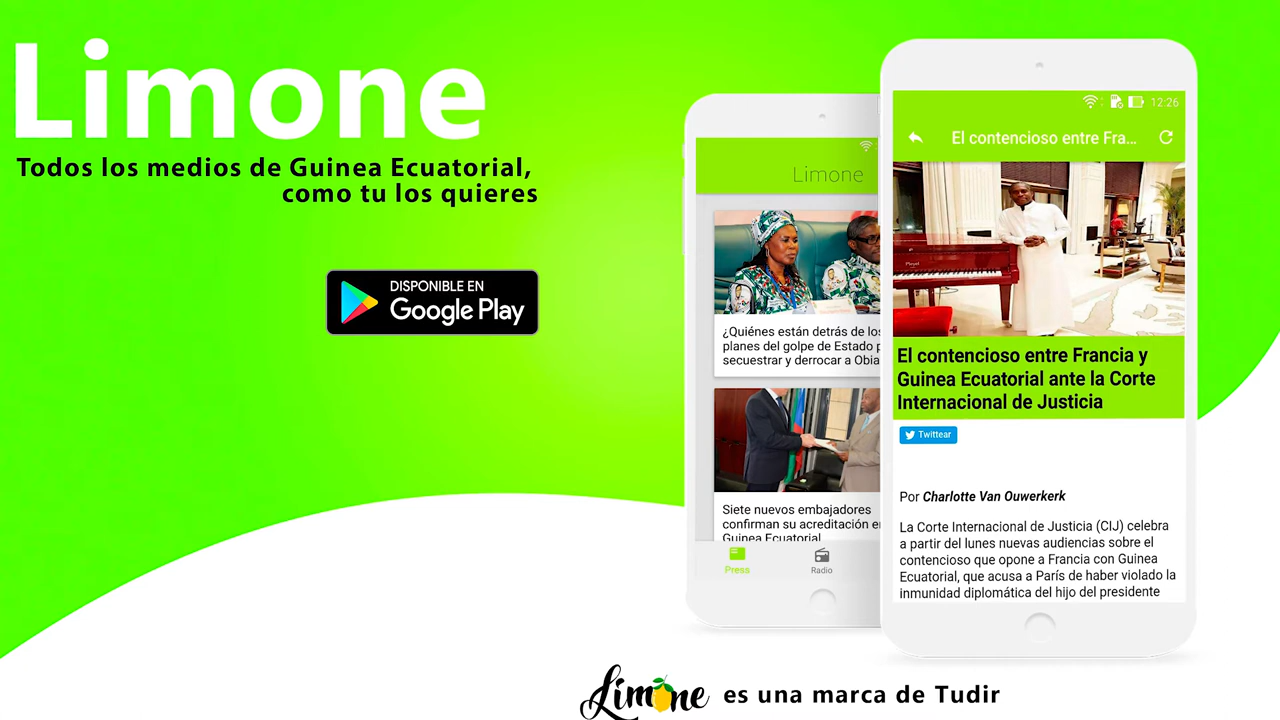 Limone
Todos los medios de Guinea Ecuatorial,
como tu los quieres
DISPONIBLE EN
Google Play
Limone
¿Quiénes están detrás de los
planes del golpe de Estado p
secuestrar y derrocar a Obia
Siete nuevos embajadores
confirman su acreditación en
Guinea Ecuatorial
Press
Radio
12:26
El contencioso entre Fra...
Pleyel
El contencioso entre Francia y
Guinea Ecuatorial ante la Corte
Internacional de Justicia
Twittear
Por Charlotte Van Ouwerkerk
La Corte Internacional de Justicia (CIJ) celebra
a partir del lunes nuevas audiencias sobre el
contencioso que opone a Francia con Guinea
Ecuatorial, que acusa a París de haber violado la
inmunidad diplomática del hijo del presidente
Limone es una marca de Tudir